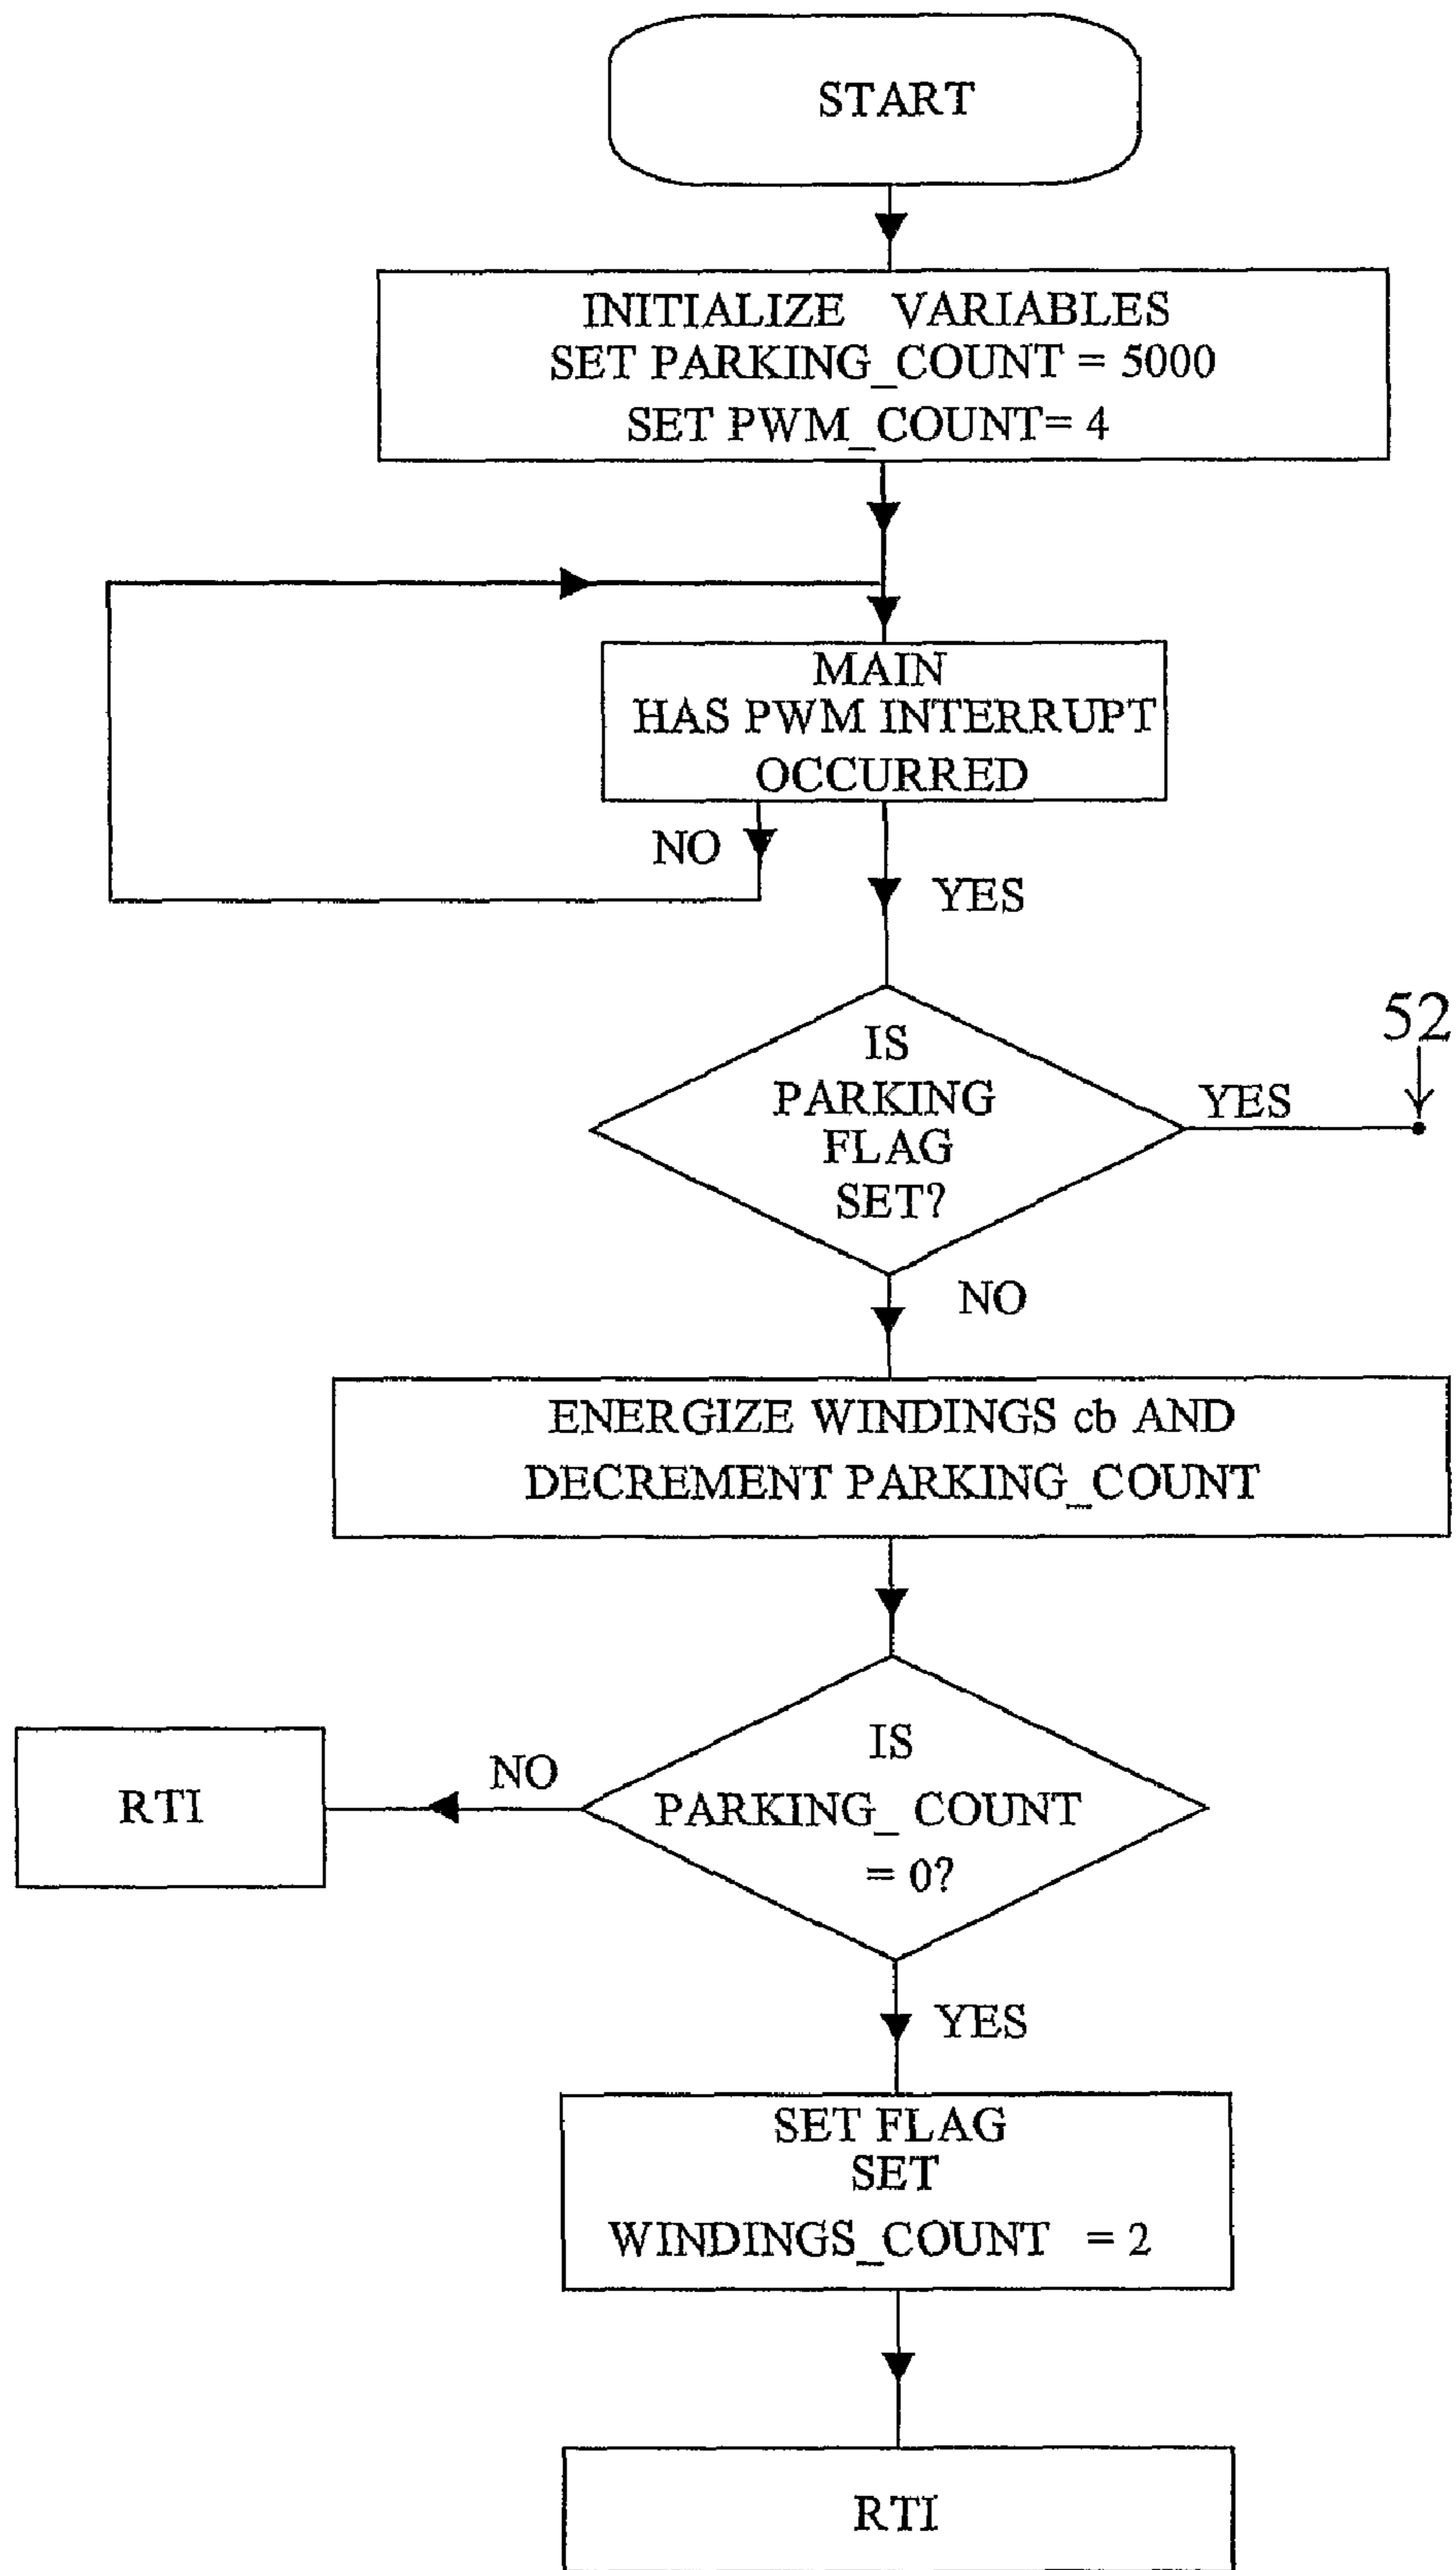 START
INITIALIZE VARIABLES
SET PARKING_COUNT = 5000
SET PWM_COUNT= 4
MAIN
HAS PWM INTERRUPT
OCCURRED
NO
YES
IS
PARKING
FLAG
SET?
YES
52
NO
ENERGIZE WINDINGS cb AND
DECREMENT PARKING_COUNT
IS
PARKING_ COUNT
= 0?
NO
RTI
YES
SET FLAG
SET
WINDINGS_COUNT = 2
RTI